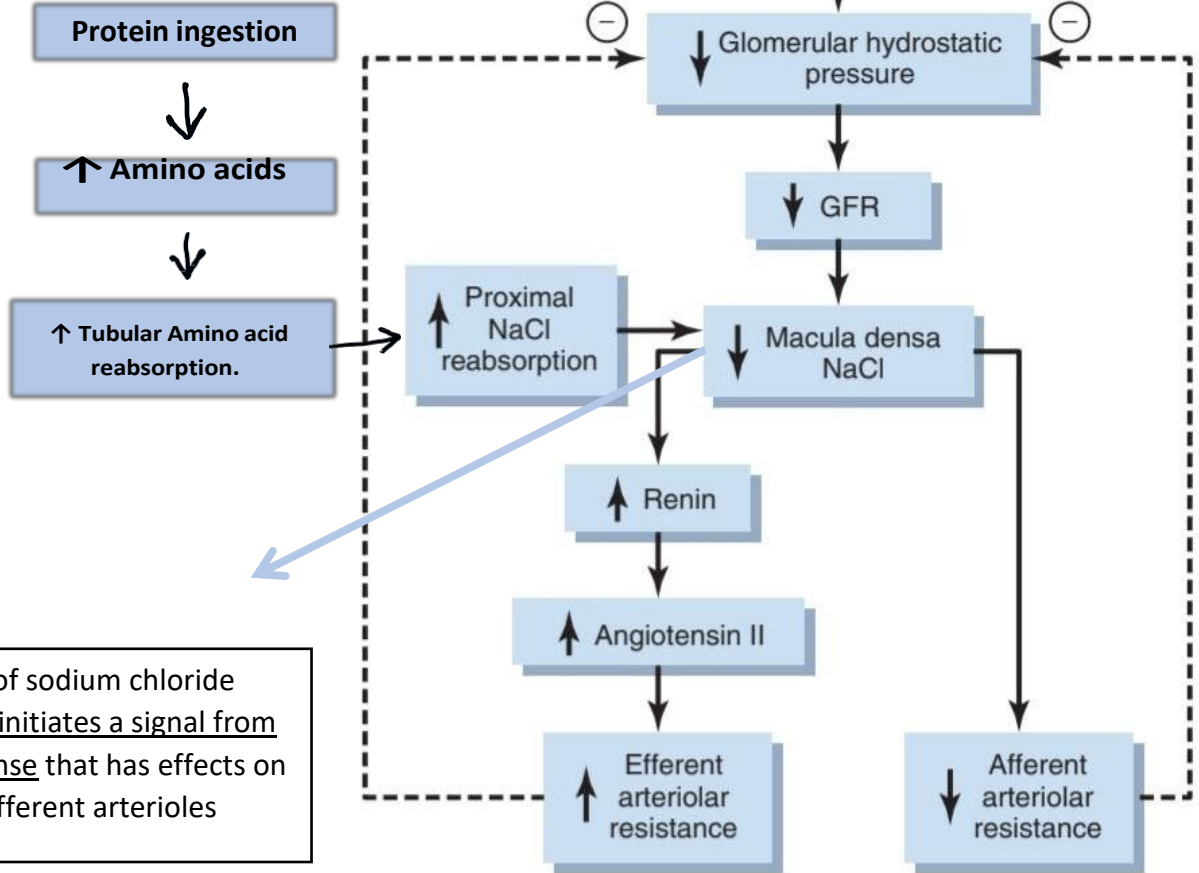 Protein ingestion
↑ Amino acids
↑ Tubular Amino acid
reabsorption.
−
−
↓ Glomerular hydrostatic
pressure
↓ GFR
↑ Proximal
NaCl
reabsorption
↓ Macula densa
NaCl
↑ Renin
↑ Angiotensin II
↑ Efferent
arteriolar
resistance
↓ Afferent
arteriolar
resistance
of sodium chloride
initiates a signal from
that has effects on
arterioles